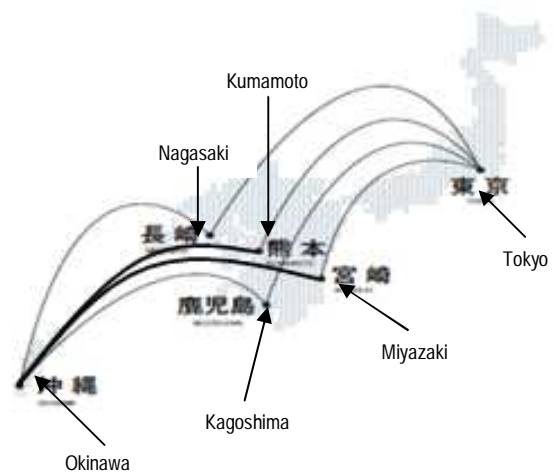 Kumamoto
Nagasaki
東京
Tokyo
長崎
熊本
宮崎
鹿児島
Miyazaki
沖縄
Kagoshima
Okinawa